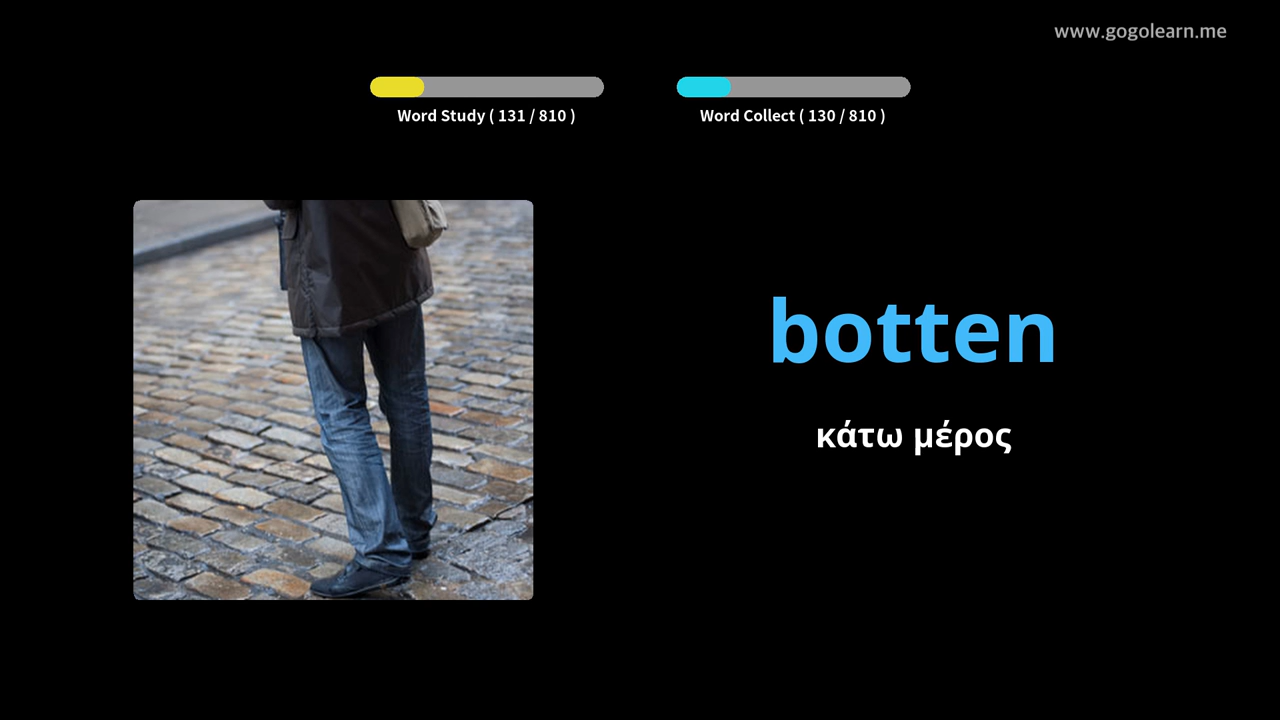 www.gogolearn.me
Word Study ( 131 / 810 )
Word Collect ( 130 / 810 )
botten
κάτω μέρος